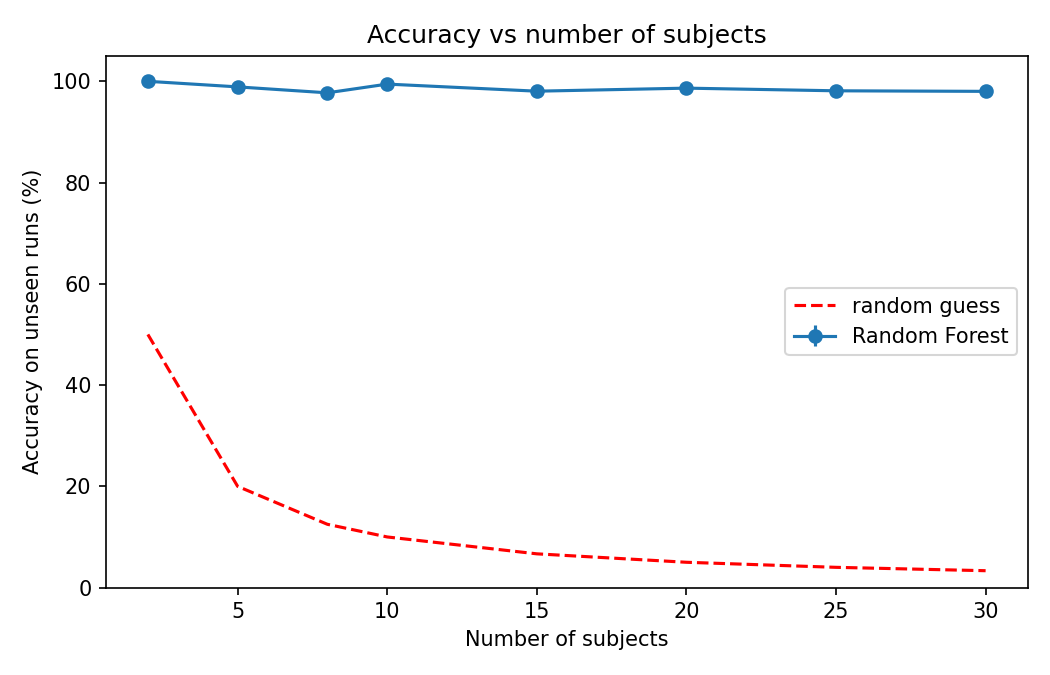 Accuracy vs number of subjects
Accuracy on unseen runs (%)
100
80
60
40
20
0
random guess
Random Forest
5 10 15 20 25 30
Number of subjects